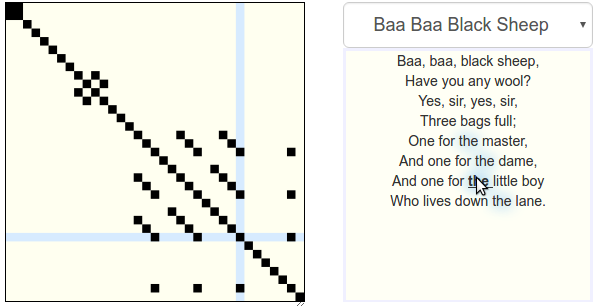 Baa Baa Black Sheep
Baa, baa, black sheep,
Have you any wool?
Yes, sir, yes, sir,
Three bags full;
One for the master,
And one for the dame,
And one for the little boy
Who lives down the lane.